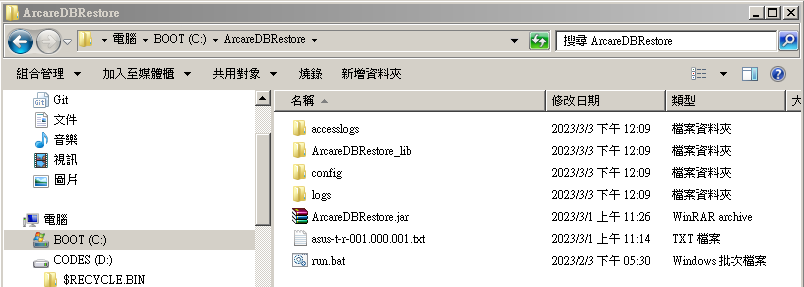 ArcareDBRestore
電腦 BOOT (C:) ArcareDBRestore
搜尋 ArcareDBRestore
組合管理 加入至媒體櫃 共用對象 燒錄 新增資料夾
Git
文件
音樂
視訊
圖片
電腦
BOOT (C:)
CODES (D:)
$RECYCLE.BIN
名稱 修改日期 類型 大
accesslogs 2023/3/3 下午 12:09 檔案資料夾
ArcareDBRestore_lib 2023/3/3 下午 12:09 檔案資料夾
config 2023/3/3 下午 12:09 檔案資料夾
logs 2023/3/3 下午 12:09 檔案資料夾
ArcareDBRestore.jar 2023/3/1 上午 11:26 WinRAR archive
asus-t-r-001.000.001.txt 2023/3/1 上午 11:14 TXT 檔案
run.bat 2023/2/3 下午 05:30 Windows 批次檔案